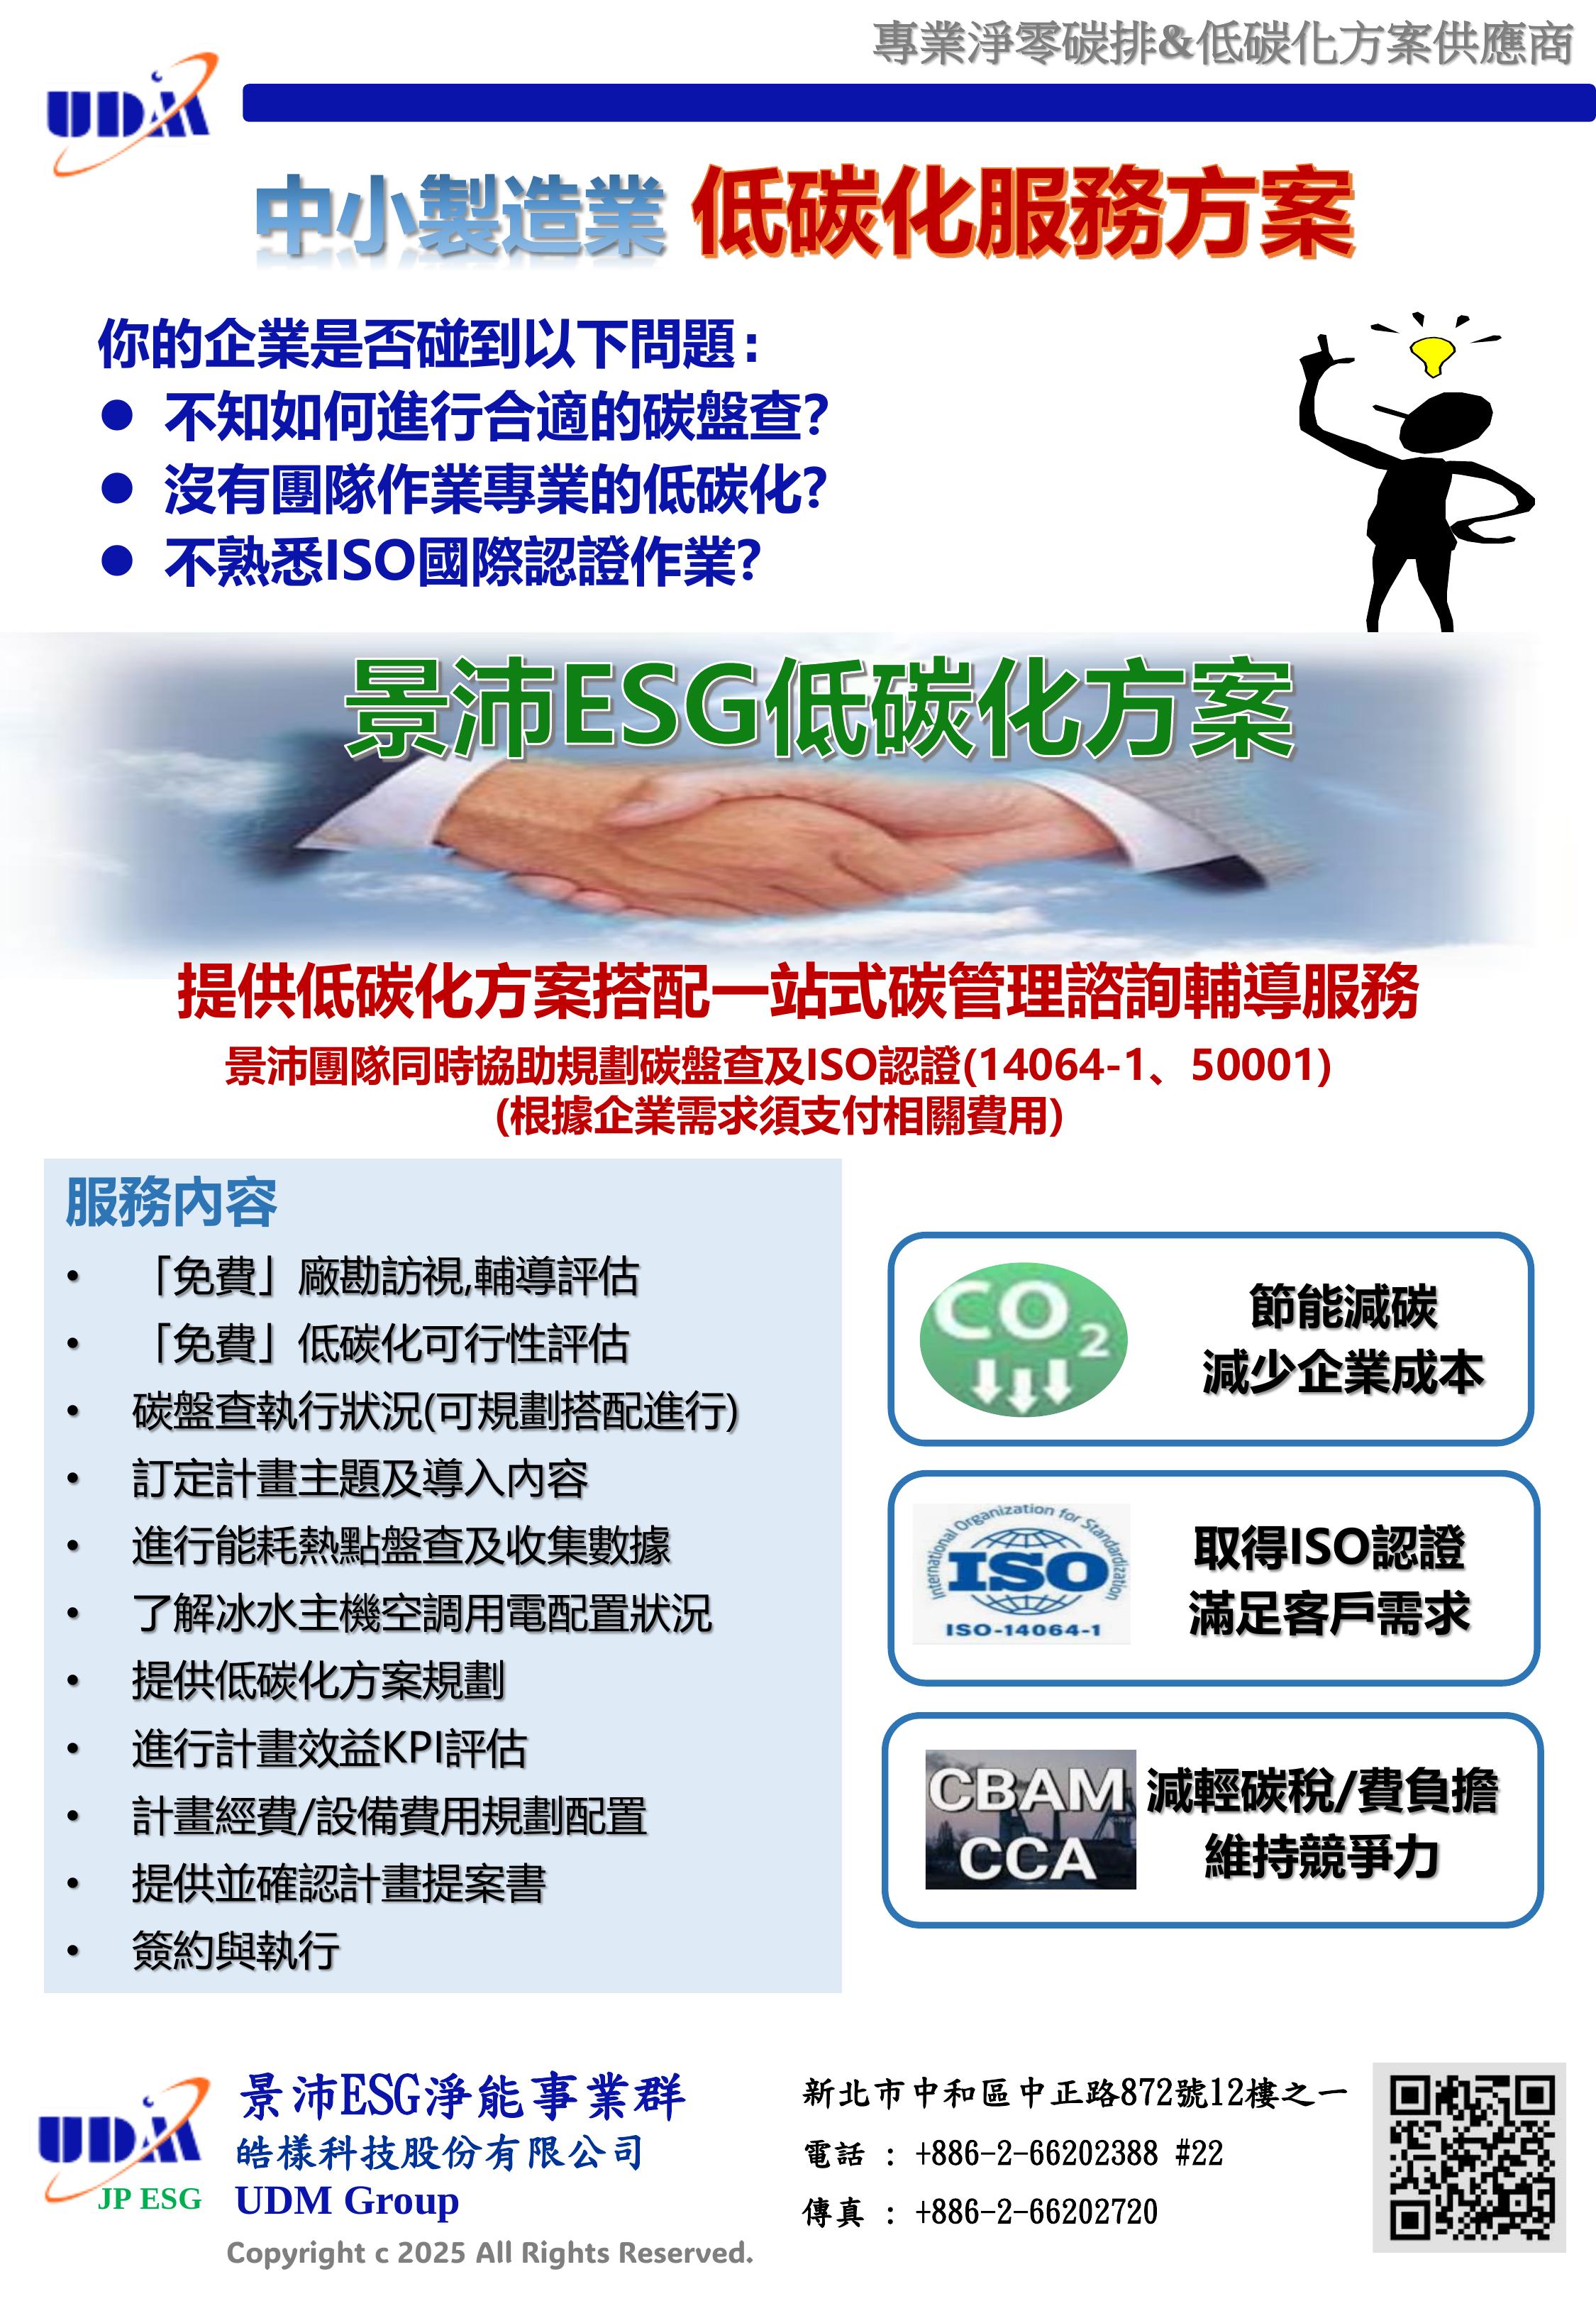 專業淨零碳排&低碳化方案供應商
UDM
中小製造業 低碳化服務方案
你的企業是否碰到以下問題:
● 不知如何進行合適的碳盤查?
● 沒有團隊作業專業的低碳化?
● 不熟悉ISO國際認證作業?
景沛ESG低碳化方案
提供低碳化方案搭配一站式碳管理諮詢輔導服務
景沛團隊同時協助規劃碳盤查及ISO認證(14064-1、50001)
(根據企業需求須支付相關費用)
服務內容
• 「免費」廠勘訪視,輔導評估
• 「免費」低碳化可行性評估
• 碳盤查執行狀況(可規劃搭配進行)
• 訂定計畫主題及導入內容
• 進行能耗熱點盤查及收集數據
• 了解冰水主機空調用電配置狀況
• 提供低碳化方案規劃
• 進行計畫效益KPI評估
• 計畫經費/設備費用規劃配置
• 提供並確認計畫提案書
• 簽約與執行
CO2
節能減碳
減少企業成本
International Organization for Standardization
ISO
ISO-14064-1
取得ISO認證
滿足客戶需求
CBAM
CCA
減輕碳稅/費負擔
維持競爭力
UDM
JP ESG
景沛ESG淨能事業群
皓樣科技股份有限公司
UDM Group
Copyright c 2025 All Rights Reserved.
新北市中和區中正路872號12樓之一
電話 : +886-2-66202388 #22
傳真 : +886-2-66202720